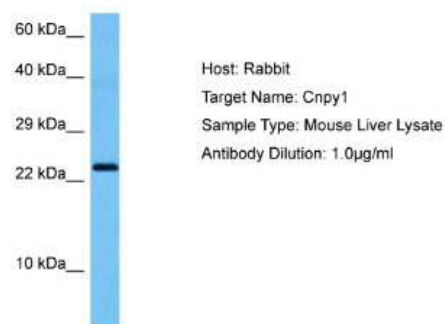 60 kDa
40 kDa
29 kDa
22 kDa
10 kDa
Host: Rabbit
Target Name: Cnpy1
Sample Type: Mouse Liver Lysate
Antibody Dilution: 1.0µg/ml